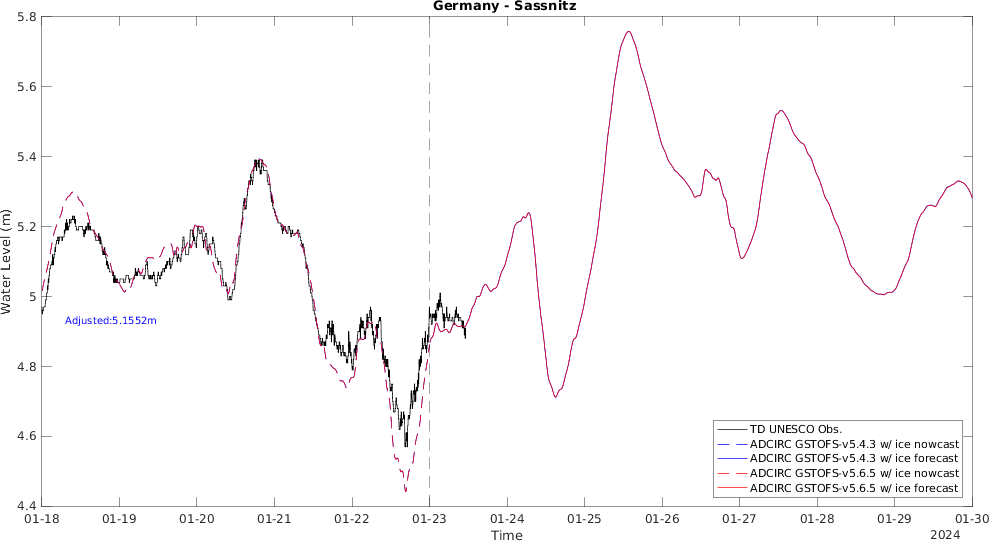 Germany - Sassnitz
5.8
5.6
5.4
5.2
5
4.8
4.6
4.4
Water Level (m)
Adjusted:5.1552m
TD UNESCO Obs.
ADCIRC GSTOFS-v5.4.3 w/ ice nowcast
ADCIRC GSTOFS-v5.4.3 w/ ice forecast
ADCIRC GSTOFS-v5.6.5 w/ ice nowcast
ADCIRC GSTOFS-v5.6.5 w/ ice forecast
01-18 01-19 01-20 01-21 01-22 01-23 01-24 01-25 01-26 01-27 01-28 01-29 01-30
Time
2024